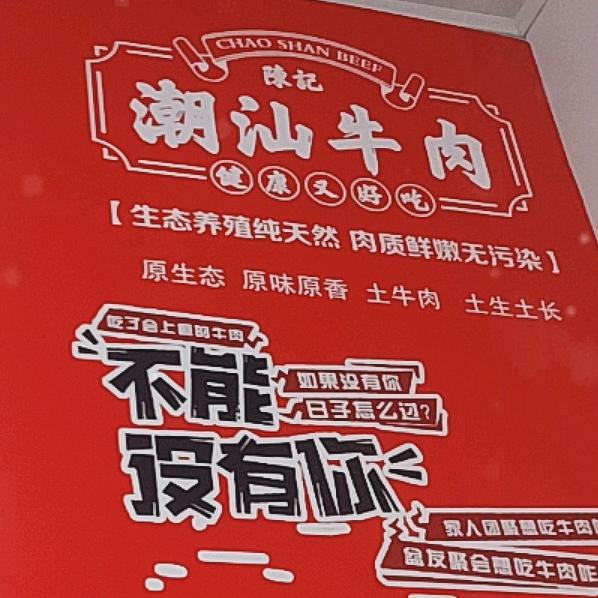 CHAO SHAN BEEF
陳記
潮汕牛肉
健康又好吃
【生态养殖纯天然 肉质鲜嫩无污染】
原生态 原味原香 土牛肉 土生土长
吃了会上瘾的牛肉
不能
如果没有你
日子怎么过?
没有你
家人团聚想吃牛肉
朋友聚会想吃牛肉咋